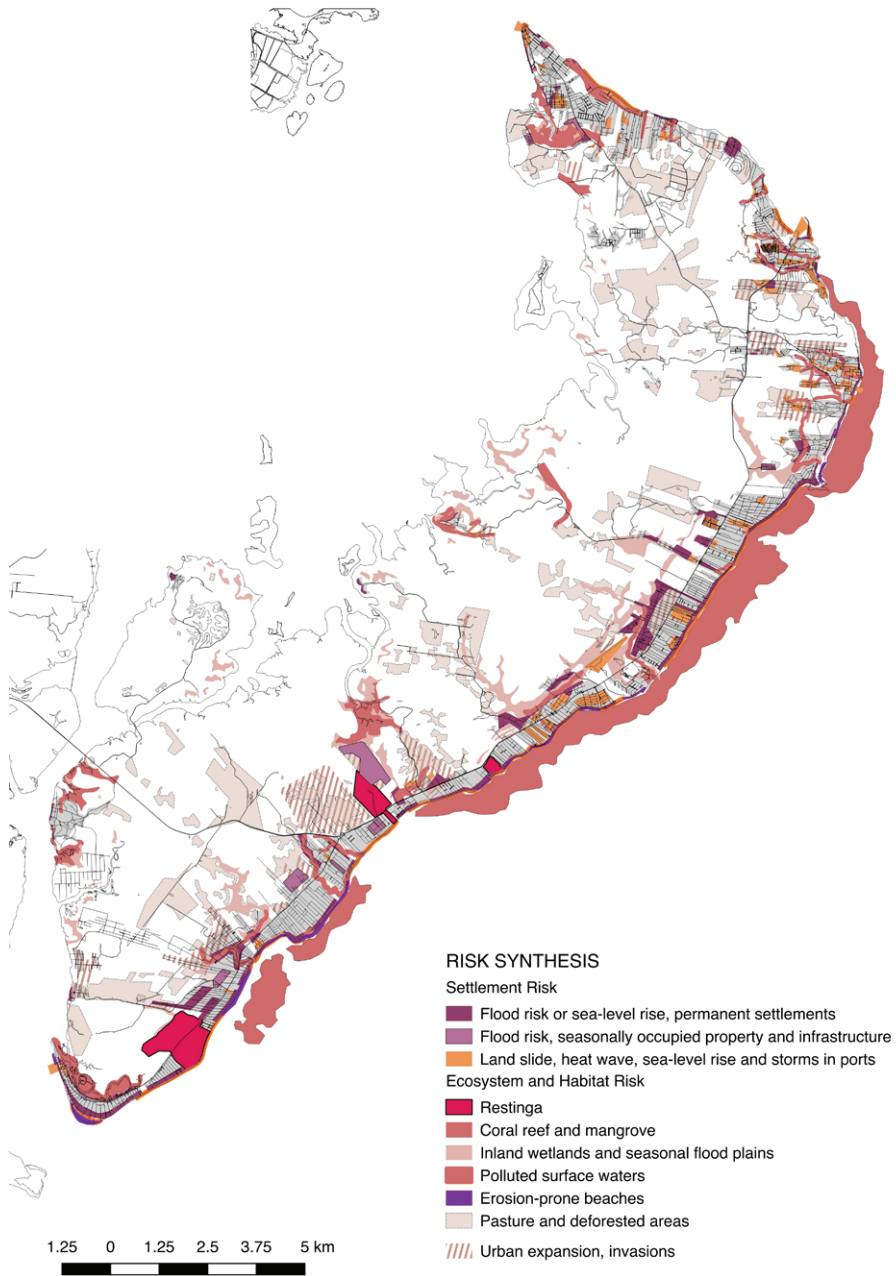 RISK SYNTHESIS
Settlement Risk
Flood risk or sea-level rise, permanent settlements
Flood risk, seasonally occupied property and infrastructure
Land slide, heat wave, sea-level rise and storms in ports
Ecosystem and Habitat Risk
Restinga
Coral reef and mangrove
Inland wetlands and seasonal flood plains
Polluted surface waters
Erosion-prone beaches
Pasture and deforested areas
Urban expansion, invasions
1.25 0 1.25 2.5 3.75 5 km